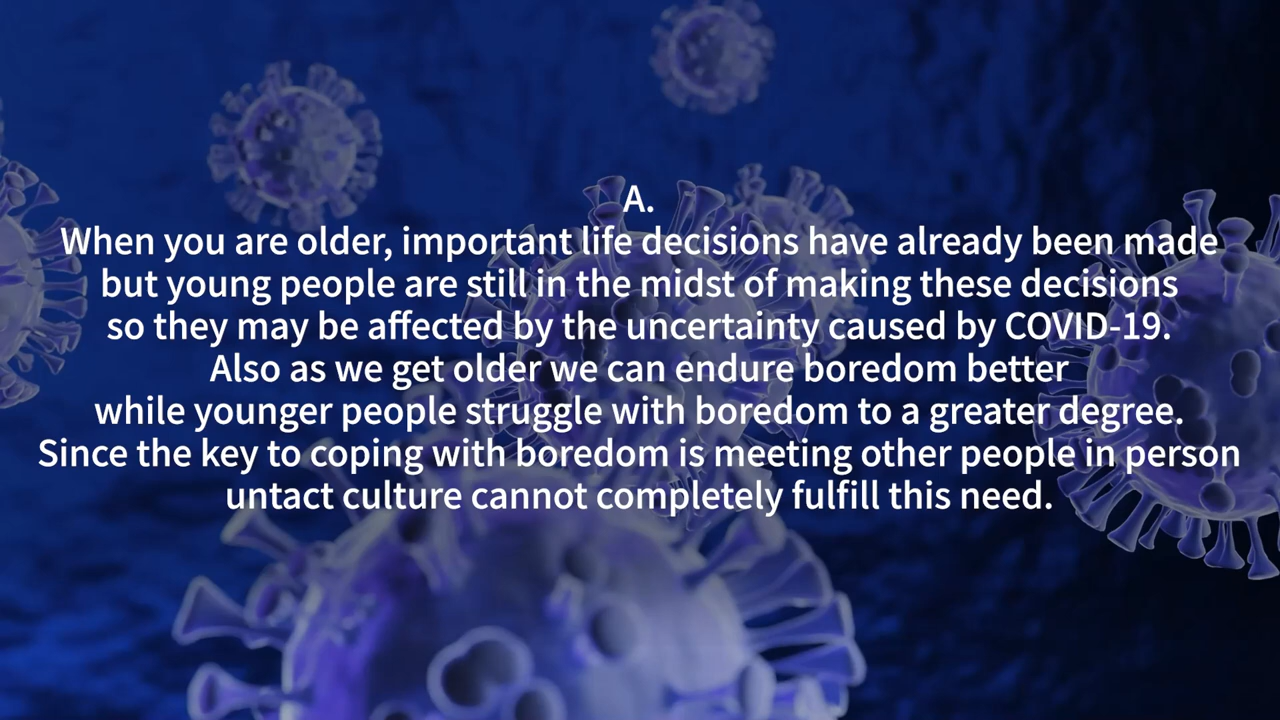 A.
When you are older, important life decisions have already been made
but young people are still in the midst of making these decisions
so they may be affected by the uncertainty caused by COVID-19.
Also as we get older we can endure boredom better
while younger people struggle with boredom to a greater degree.
Since the key to coping with boredom is meeting other people in person
untact culture cannot completely fulfill this need.